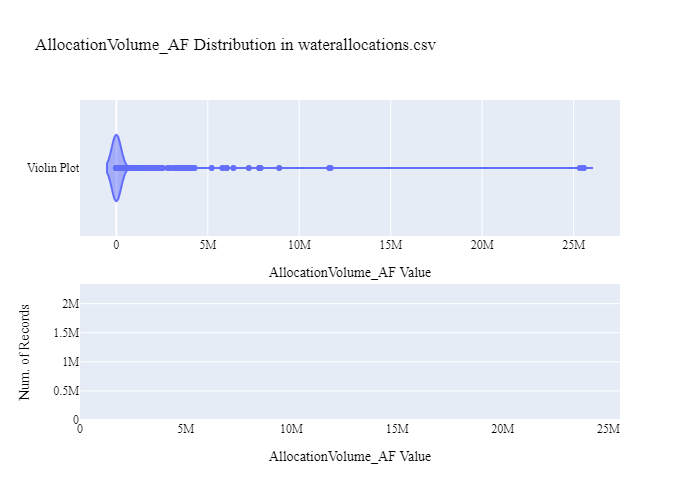 AllocationVolume_AF Distribution in waterallocations.csv
Violin Plot
0 5M 10M 15M 20M 25M
AllocationVolume_AF Value
Num. of Records
2M
1.5M
1M
0.5M
0
0 5M 10M 15M 20M 25M
AllocationVolume_AF Value